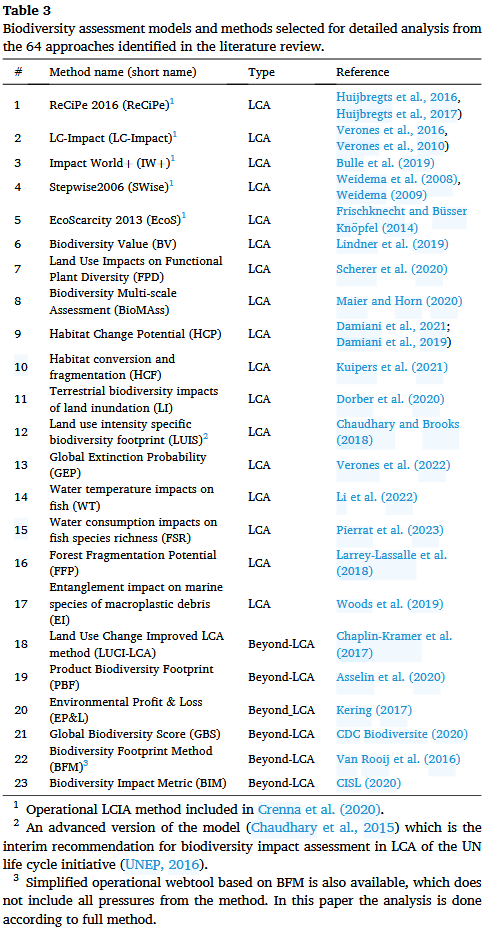 Table 3
Biodiversity assessment models and methods selected for detailed analysis from
the 64 approaches identified in the literature review.
# Method name (short name) Type Reference
1 ReCiPe 2016 (ReCiPe)1 LCA Huijbregts et al., 2016,
Huijbregts et al., 2017)
2 LC-Impact (LC-Impact)1 LCA Verones et al., 2016,
Verones et al., 2010)
3 Impact World+ (IW+)1 LCA Bulle et al. (2019)
4 Stepwise2006 (SWise)1 LCA Weidema et al. (2008),
Weidema (2009)
5 EcoScarcity 2013 (EcoS)1 LCA Frischknecht and Büsser
Knöpfel (2014)
6 Biodiversity Value (BV) LCA Lindner et al. (2019)
7 Land Use Impacts on Functional
Plant Diversity (FPD) LCA Scherer et al. (2020)
8 Biodiversity Multi-scale
Assessment (BioMAss) LCA Maier and Horn (2020)
9 Habitat Change Potential (HCP) LCA Damiani et al., 2021;
Damiani et al., 2019)
10 Habitat conversion and
fragmentation (HCF) LCA Kuipers et al. (2021)
11 Terrestrial biodiversity impacts
of land inundation (LI) LCA Dorber et al. (2020)
12 Land use intensity specific
biodiversity footprint (LUIS)2 LCA Chaudhary and Brooks
(2018)
13 Global Extinction Probability
(GEP) LCA Verones et al. (2022)
14 Water temperature impacts on
fish (WT) LCA Li et al. (2022)
15 Water consumption impacts on
fish species richness (FSR) LCA Pierrat et al. (2023)
16 Forest Fragmentation Potential
(FFP) LCA Larrey-Lassalle et al.
(2018)
17 Entanglement impact on marine
species of macroplastic debris
(EI) LCA Woods et al. (2019)
18 Land Use Change Improved LCA
method (LUCI-LCA) Beyond-LCA Chaplin-Kramer et al.
(2017)
19 Product Biodiversity Footprint
(PBF) Beyond-LCA Asselin et al. (2020)
20 Environmental Profit & Loss
(EP&L) Beyond_LCA Kering (2017)
21 Global Biodiversity Score (GBS) Beyond-LCA CDC Biodiversite (2020)
22 Biodiversity Footprint Method
(BFM)3 Beyond-LCA Van Rooij et al. (2016)
23 Biodiversity Impact Metric (BIM) Beyond-LCA CISL (2020)
1 Operational LCIA method included in Crenna et al. (2020).
2 An advanced version of the model (Chaudhary et al., 2015) which is the
interim recommendation for biodiversity impact assessment in LCA of the UN
life cycle initiative (UNEP, 2016).
3 Simplified operational webtool based on BFM is also available, which does
not include all pressures from the method. In this paper the analysis is done
according to full method.